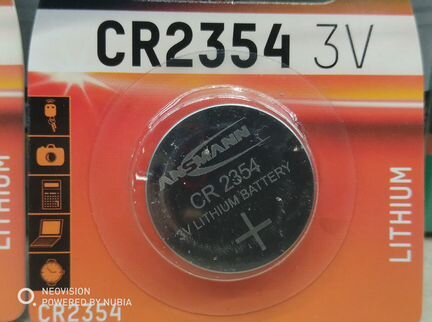 CR2354 3V
LITHIUM
LITHIUM
ANSMANN
CR 2354
3V LITHIUM BATTERY
+
NEOVISION
POWERED BY NUBIA
CR2354